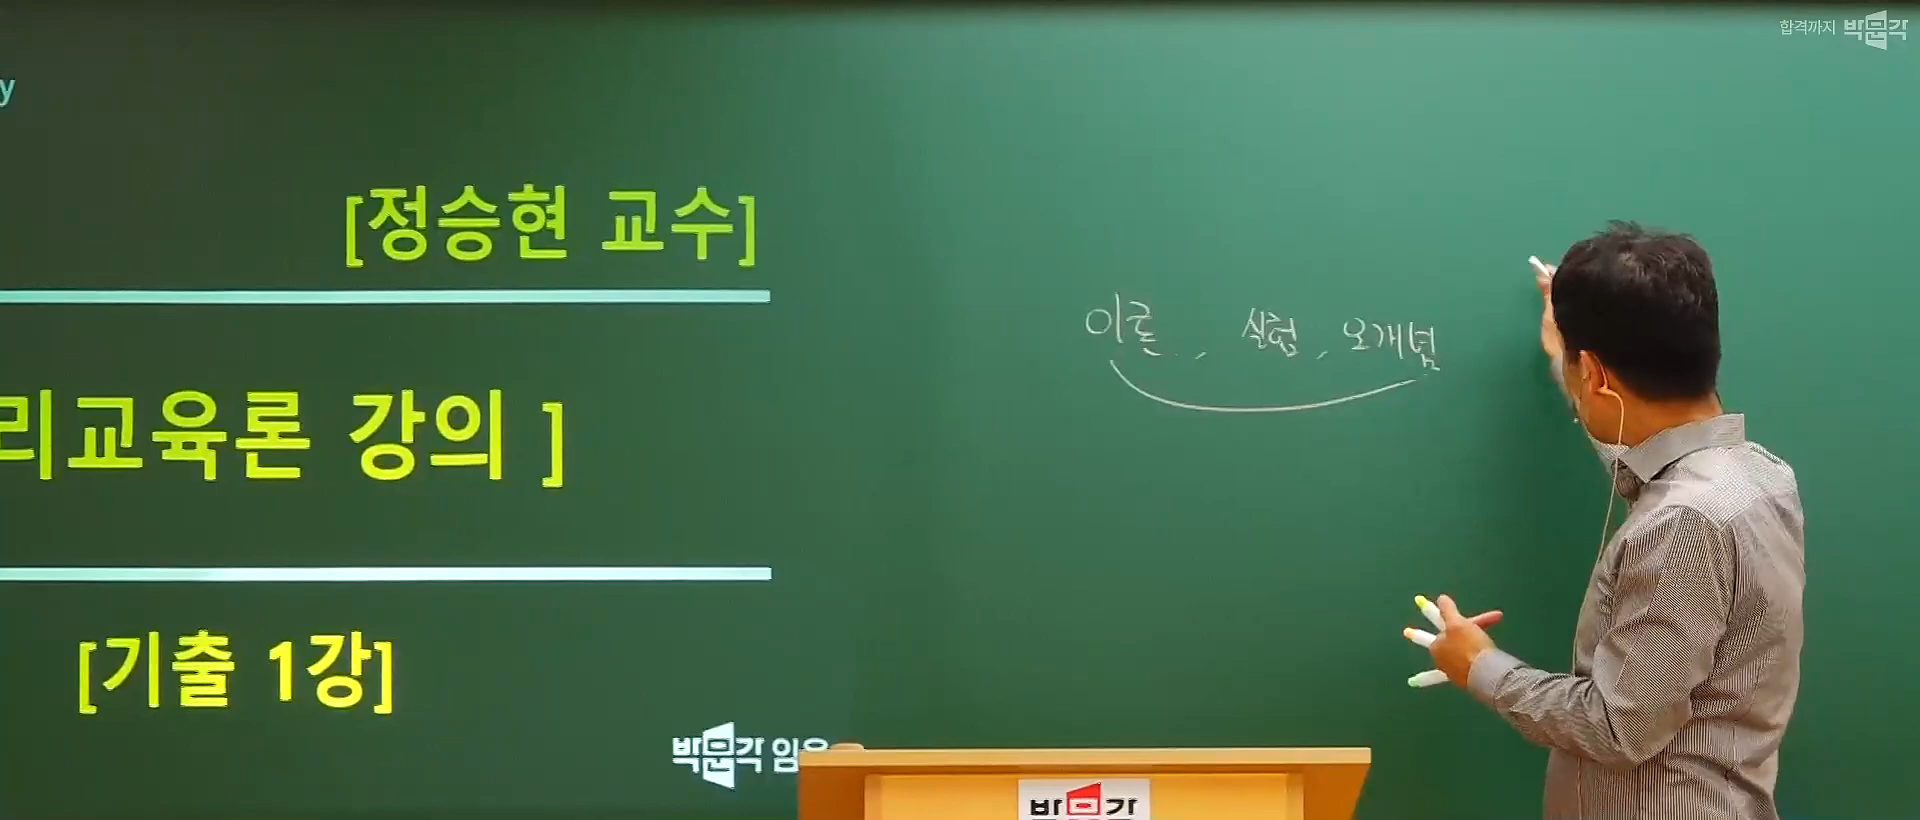 합격까지 박문각
y
[정승현 교수]
이론, 실험, 오개념
리교육론 강의 ]
[기출 1강]
박문각 임용
박문각